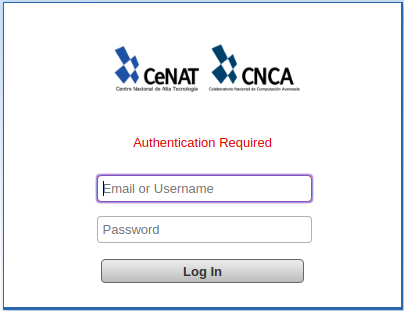 CeNAT CNCA
Centro Nacional de Alta Tecnología Colaboratorio Nacional de Computación Avanzada
Authentication Required
Email or Username
Password
Log In